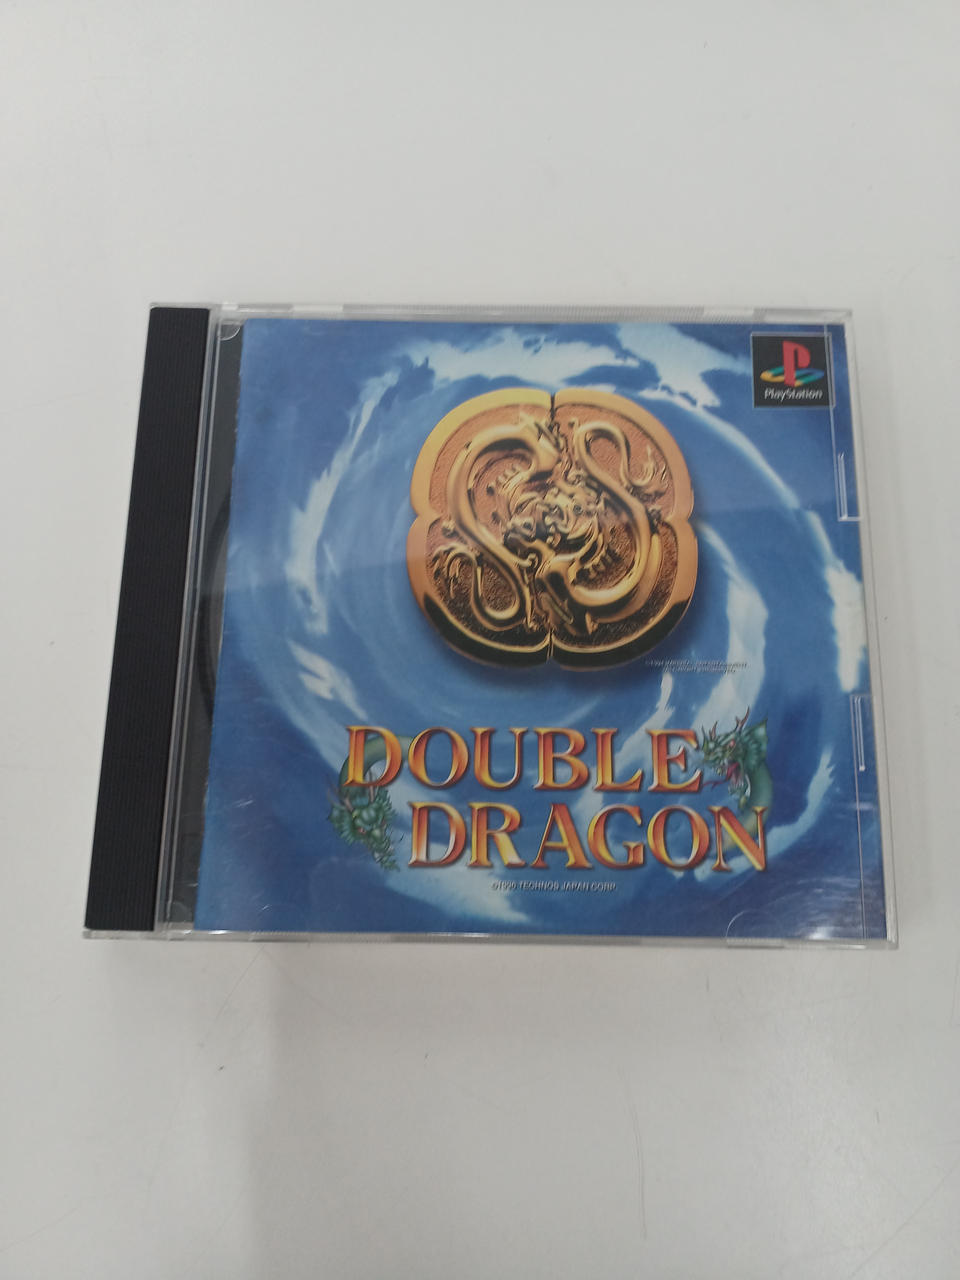 PlayStation
DOUBLE
DRAGON
©1996 TECHNOS JAPAN CORP.